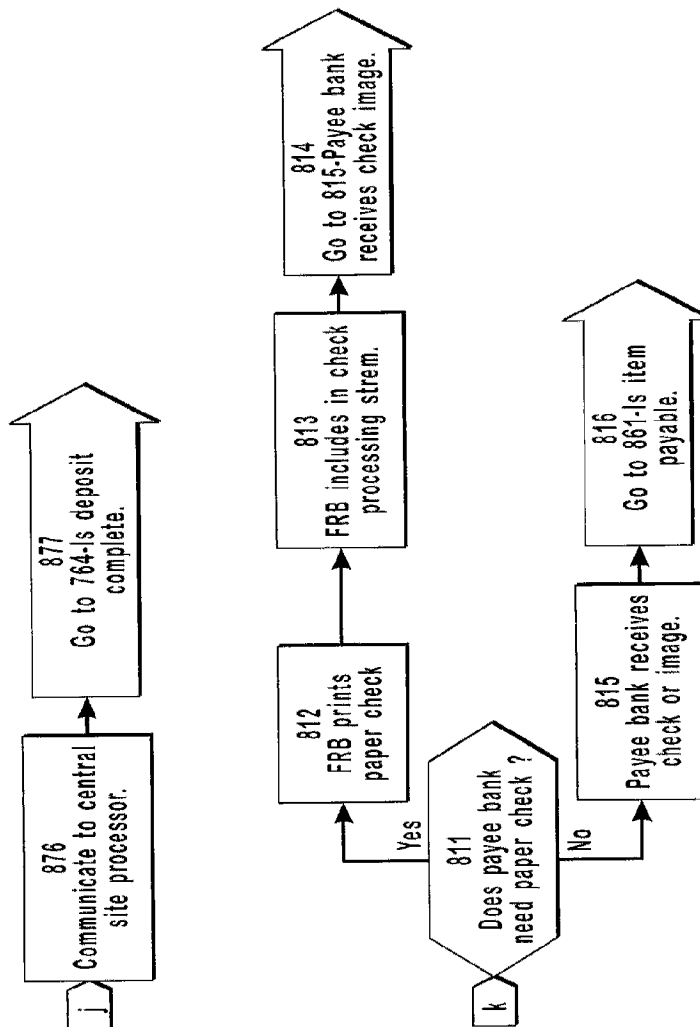 j
876
Communicate to central
site processor.
877
Go to 764-Is deposit
complete.
k
811
Does payee bank
need paper check ?
Yes
812
FRB prints
paper check
813
FRB includes in check
processing strem.
814
Go to 815-Payee bank
receives check image.
No
815
Payee bank receives
check or image.
816
Go to 861-Is item
payable.